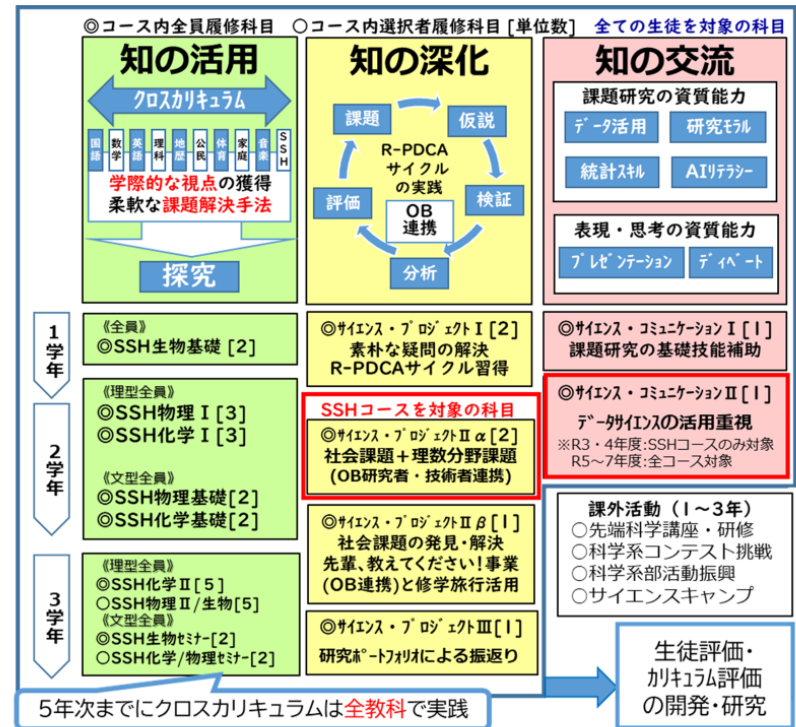 ◎コース内全員履修科目　○コース内選択者履修科目 [単位数]　全ての生徒を対象の科目
知の活用
クロスカリキュラム
国語
数学
英語
理科
地歴
公民
体育
家庭
音楽
SSH
学際的な視点の獲得
柔軟な課題解決手法
探究
知の深化
課題
仮説
R-PDCA
サイクル
の実践
評価
検証
OB
連携
分析
知の交流
課題研究の資質能力
ﾃﾞｰﾀ活用
研究ﾓﾗﾙ
統計ｽｷﾙ
AIﾘﾃﾗｼｰ
表現・思考の資質能力
ﾌﾟﾚｾﾞﾝﾃｰｼｮﾝ
ﾃﾞｨﾍﾞｰﾄ
1学年
《全員》
◎SSH生物基礎 [2]
◎ｻｲｴﾝｽ・ﾌﾟﾛｼﾞｪｸﾄⅠ[2]
素朴な疑問の解決
R-PDCAサイクル習得
◎ｻｲｴﾝｽ・ｺﾐｭﾆｹｰｼｮﾝⅠ[1]
課題研究の基礎技能補助
2学年
《理型全員》
◎SSH物理Ⅰ[3]
◎SSH化学Ⅰ[3]
《文型全員》
◎SSH物理基礎[2]
◎SSH化学基礎[2]
SSHコースを対象の科目
◎ｻｲｴﾝｽ・ﾌﾟﾛｼﾞｪｸﾄⅡα[2]
社会課題＋理数分野課題
(OB研究者・技術者連携)
◎ｻｲｴﾝｽ・ﾌﾟﾛｼﾞｪｸﾄⅡβ[1]
社会課題の発見・解決
先輩、教えてください！事業
(OB連携)と修学旅行活用
◎ｻｲｴﾝｽ・ｺﾐｭﾆｹｰｼｮﾝⅡ[1]
ﾃﾞｰﾀｻｲｴﾝｽの活用重視
※R3・4年度:SSHコースのみ対象
R5～7年度:全コース対象
課外活動（1～3年）
○先端科学講座・研修
○科学系コンテスト挑戦
○科学系部活動振興
○サイエンスキャンプ
3学年
《理型全員》
◎SSH化学Ⅱ[5]
○SSH物理Ⅱ/生物[5]
《文型全員》
◎SSH生物ｾﾐﾅｰ[2]
○SSH化学/物理ｾﾐﾅｰ[2]
◎ｻｲｴﾝｽ・ﾌﾟﾛｼﾞｪｸﾄⅢ[1]
研究ﾎﾟｰﾄﾌｫﾘｵによる振返り
5年次までにクロスカリキュラムは全教科で実践
生徒評価・
ｶﾘｷｭﾗﾑ評価
の開発・研究